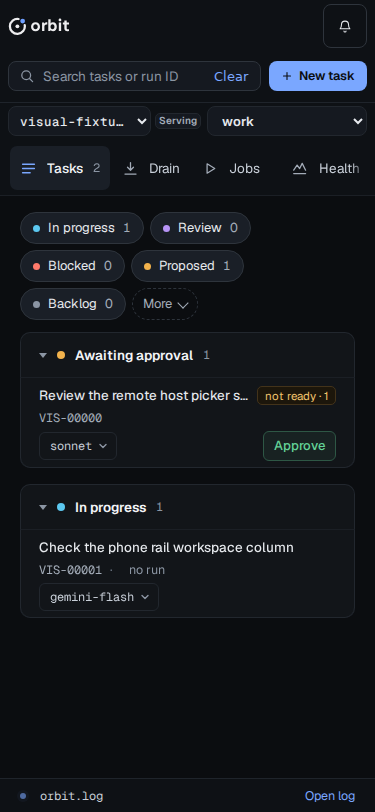 orbit
Search tasks or run ID Clear
+ New task
visual-fixtu… Serving work
Tasks 2 Drain Jobs Health
In progress 1 Review 0
Blocked 0 Proposed 1
Backlog 0 More
Awaiting approval 1
Review the remote host picker s… not ready · 1
VIS-00000
sonnet Approve
In progress 1
Check the phone rail workspace column
VIS-00001 · no run
gemini-flash
orbit.log Open log